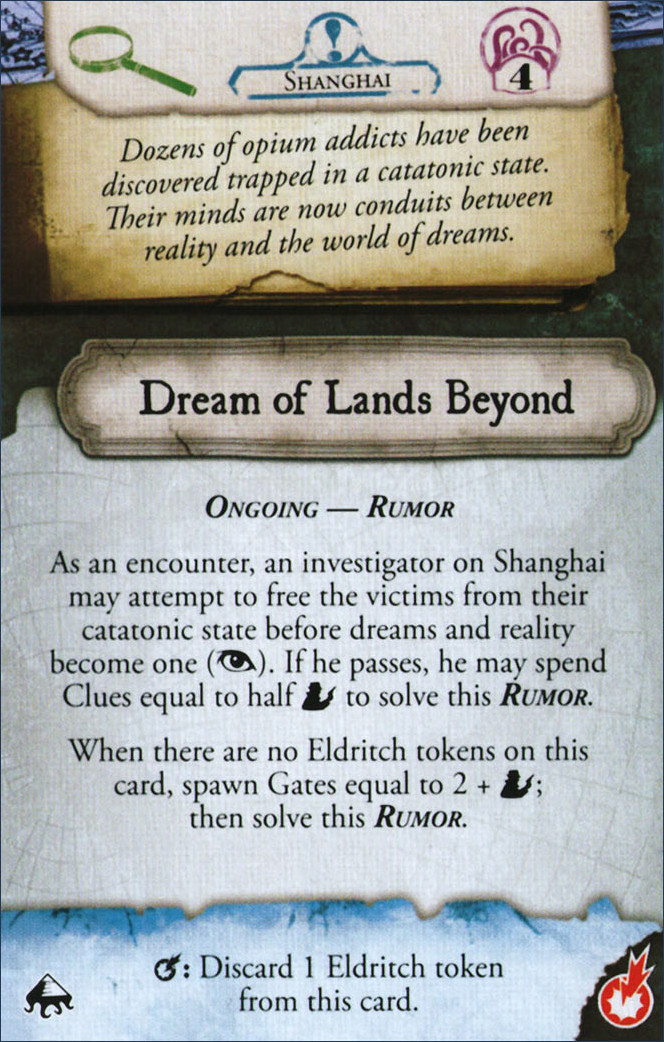 SHANGHAI
4
Dozens of opium addicts have been
discovered trapped in a catatonic state.
Their minds are now conduits between
reality and the world of dreams.
Dream of Lands Beyond
ONGOING — RUMOR
As an encounter, an investigator on Shanghai
may attempt to free the victims from their
catatonic state before dreams and reality
become one ( ). If he passes, he may spend
Clues equal to half to solve this RUMOR.
When there are no Eldritch tokens on this
card, spawn Gates equal to 2 + ;
then solve this RUMOR.
: Discard 1 Eldritch token
from this card.